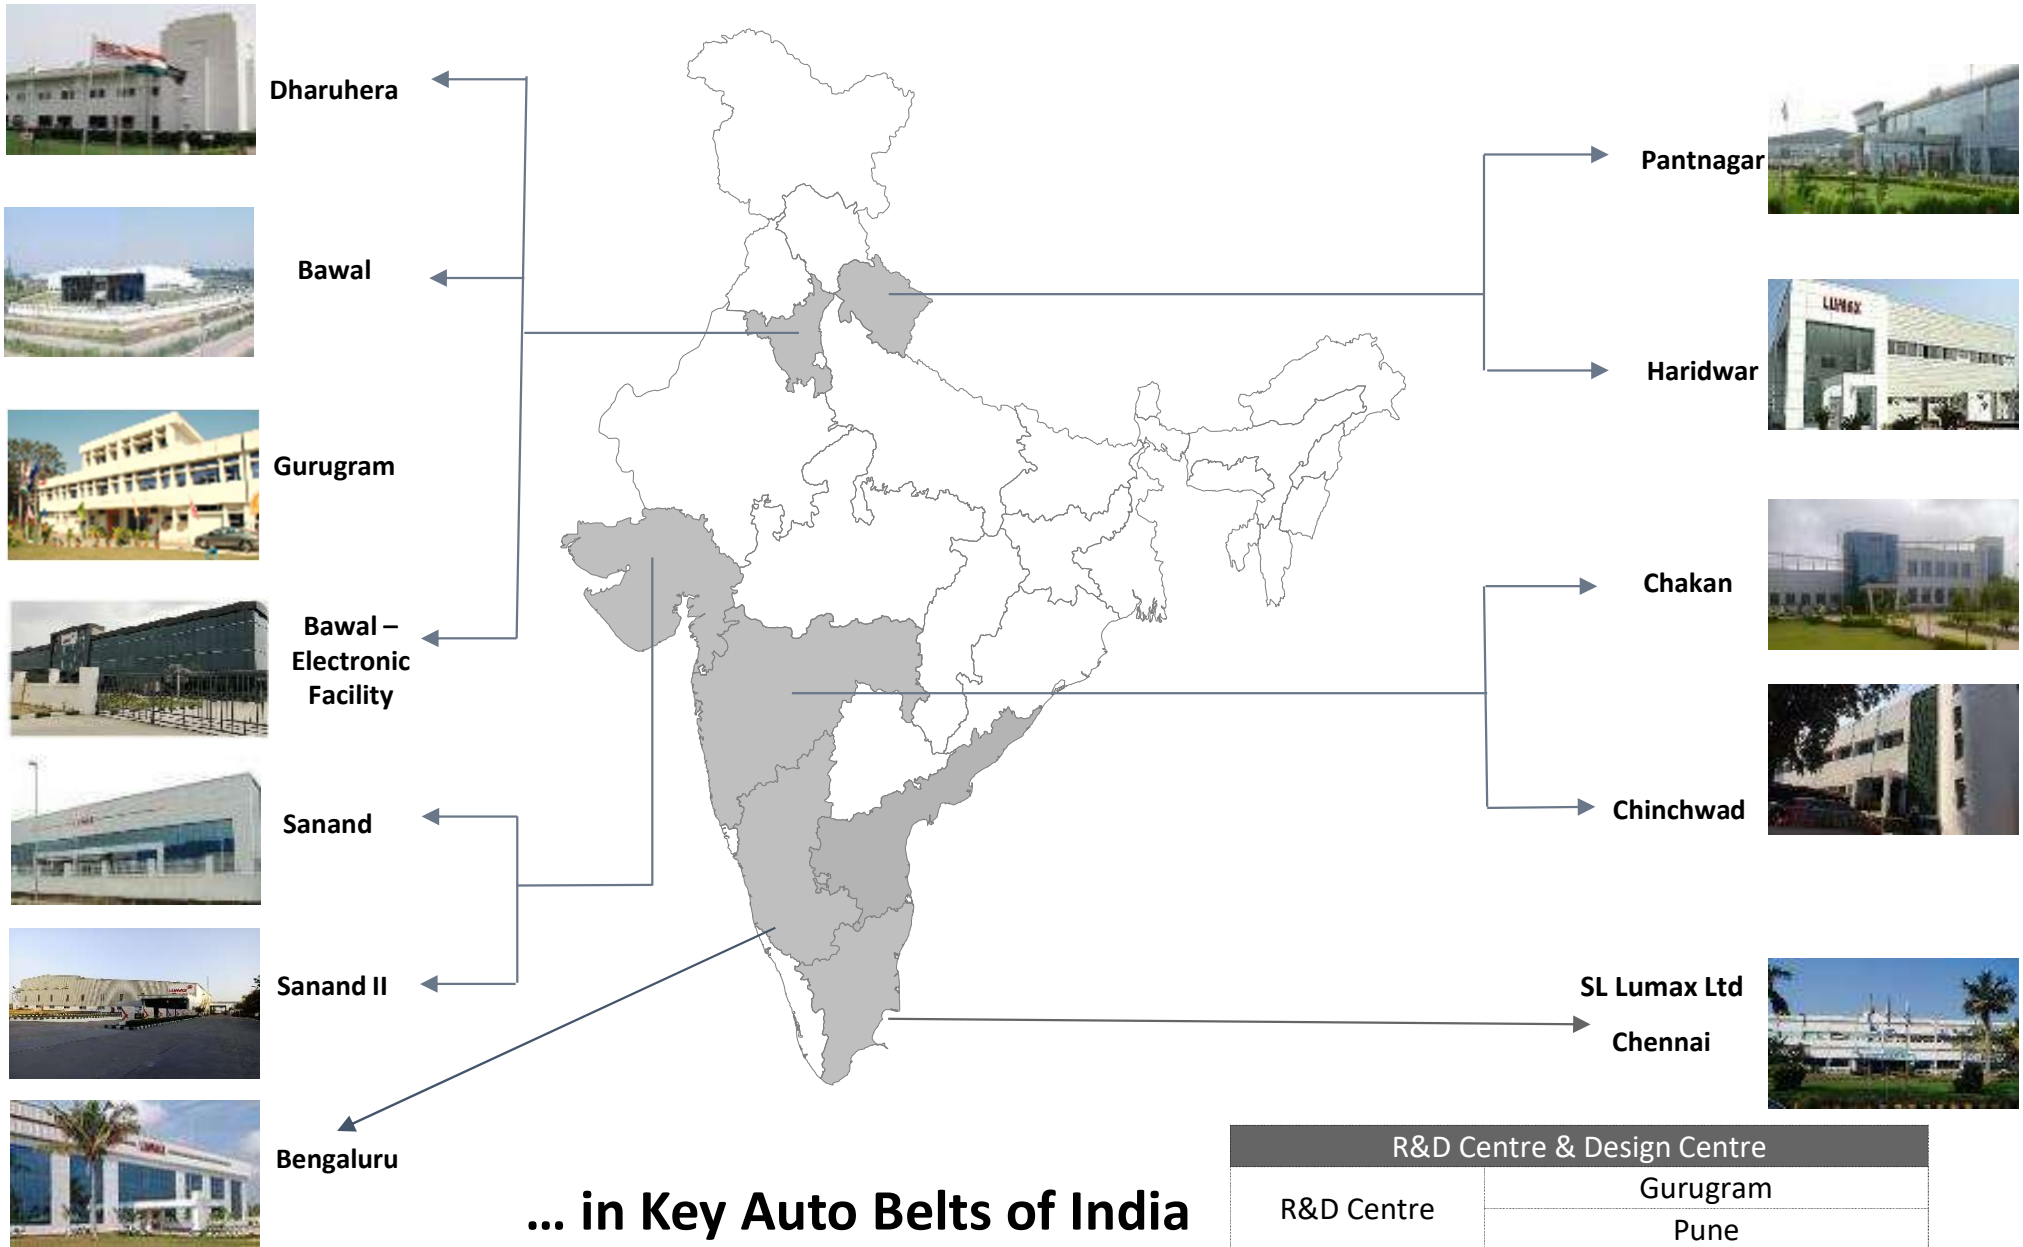 Dharuhera
Bawal
Gurugram
Bawal –
Electronic
Facility
Sanand
Sanand II
Bengaluru
Pantnagar
LUMAX
Haridwar
Chakan
Chinchwad
SL Lumax Ltd
Chennai
... in Key Auto Belts of India
R&D Centre & Design Centre
R&D Centre
Gurugram
Pune